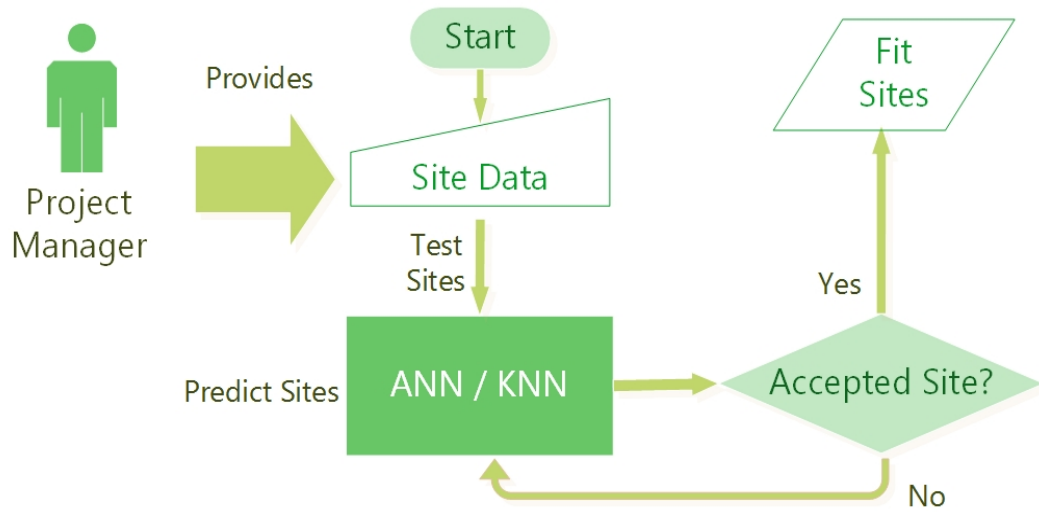 Start
Fit
Sites
Provides
Site Data
Project
Manager
Test
Sites
Yes
Predict Sites
ANN / KNN
Accepted Site?
No